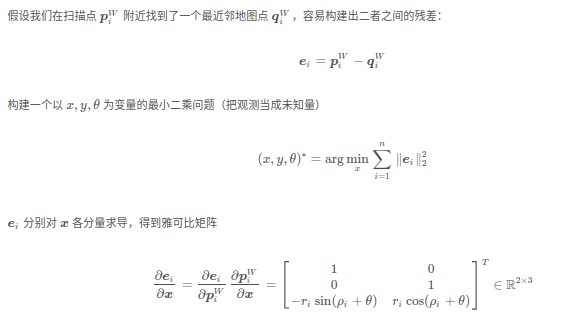 假设我们在扫描点 $\boldsymbol{p}_i^W$ 附近找到了一个最近邻地图点 $\boldsymbol{q}_i^W$，容易构建出二者之间的残差：
$\boldsymbol{e}_i = \boldsymbol{p}_i^W - \boldsymbol{q}_i^W$
构建一个以 $x, y, \theta$ 为变量的最小二乘问题（把观测当成未知量）
$(x, y, \theta)^* = \arg\min_x \sum_{i=1}^{n} \|\boldsymbol{e}_i\|_2^2$
$\boldsymbol{e}_i$ 分别对 $\boldsymbol{x}$ 各分量求导，得到雅可比矩阵
$\frac{\partial \boldsymbol{e}_i}{\partial \boldsymbol{x}} = \frac{\partial \boldsymbol{e}_i}{\partial \boldsymbol{p}_i^W} \frac{\partial \boldsymbol{p}_i^W}{\partial \boldsymbol{x}} = \begin{bmatrix} 1 & 0 \\ 0 & 1 \\ -r_i \sin(\rho_i + \theta) & r_i \cos(\rho_i + \theta) \end{bmatrix}^T \in \mathbb{R}^{2 \times 3}$